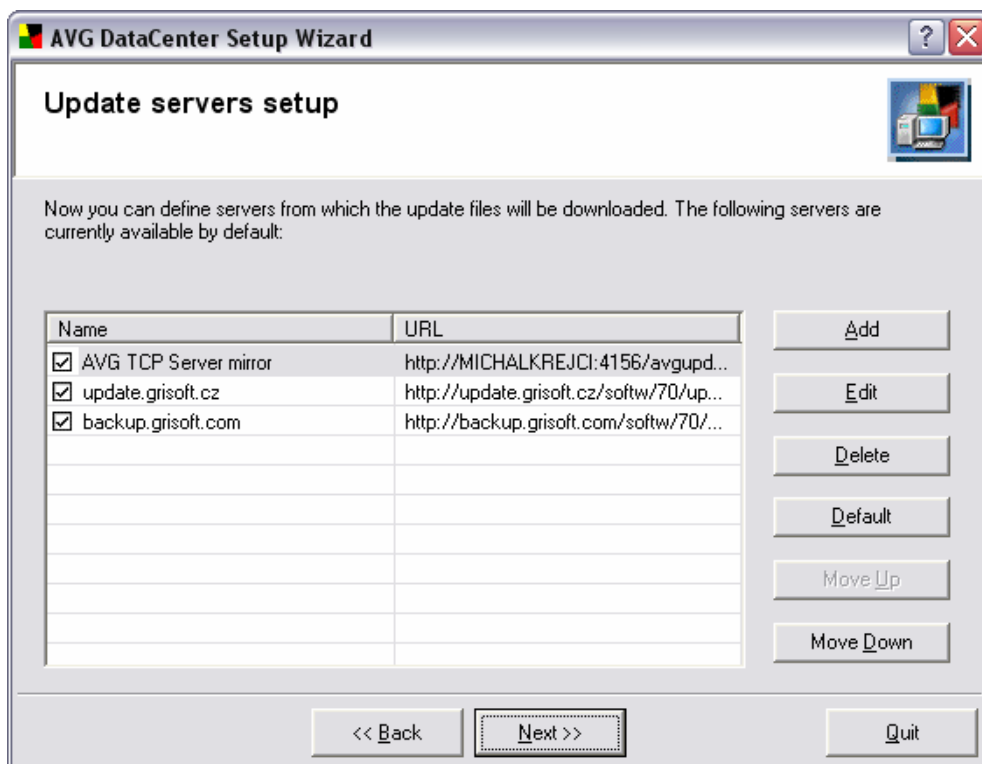 AVG DataCenter Setup Wizard
Update servers setup
Now you can define servers from which the update files will be downloaded. The following servers are
currently available by default:
Name URL
AVG TCP Server mirror http://MICHALKREJCI:4156/avgupd...
update.grisoft.cz http://update.grisoft.cz/softw/70/up...
backup.grisoft.com http://backup.grisoft.com/softw/70/...
Add
Edit
Delete
Default
Move Up
Move Down
<< Back Next >> Quit